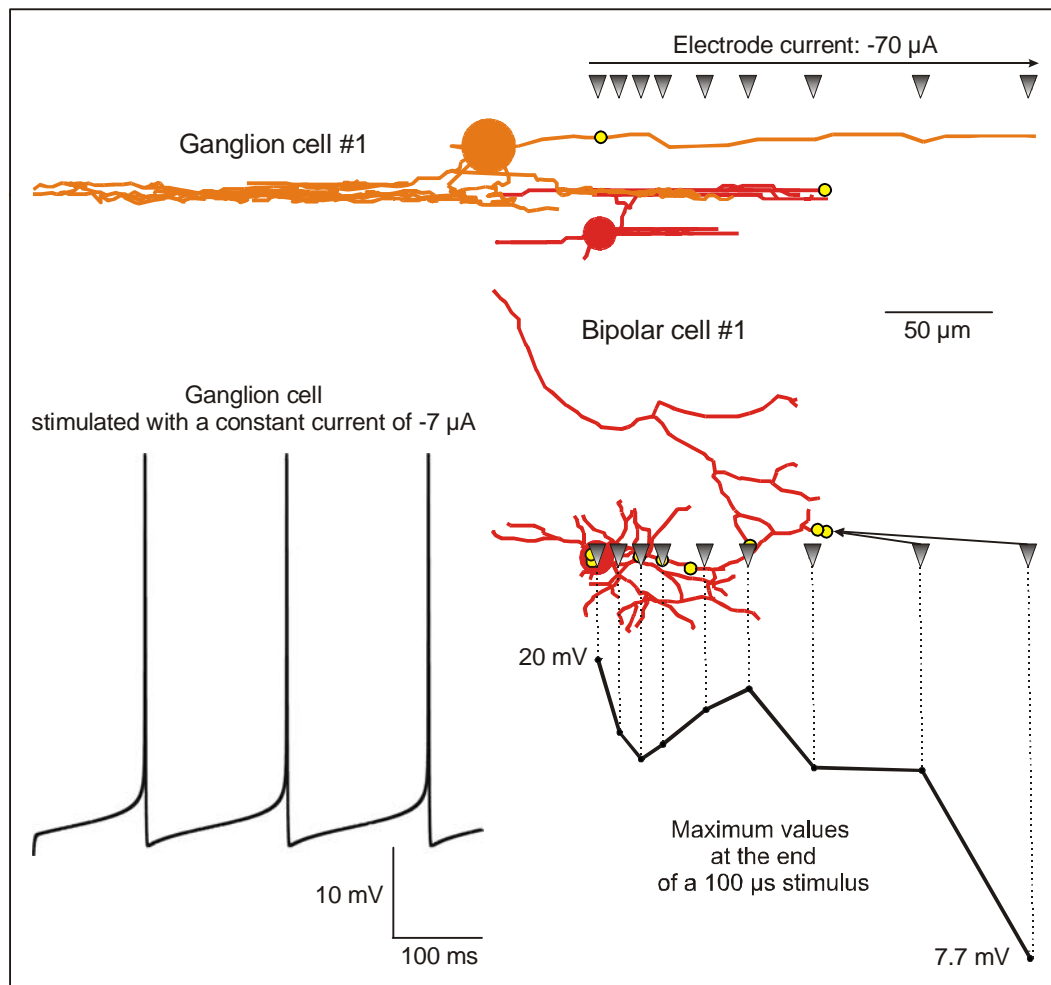 Electrode current: -70 µA
Ganglion cell #1
Bipolar cell #1
50 µm
Ganglion cell
stimulated with a constant current of -7 µA
20 mV
Maximum values
at the end
of a 100 µs stimulus
10 mV
100 ms
7.7 mV